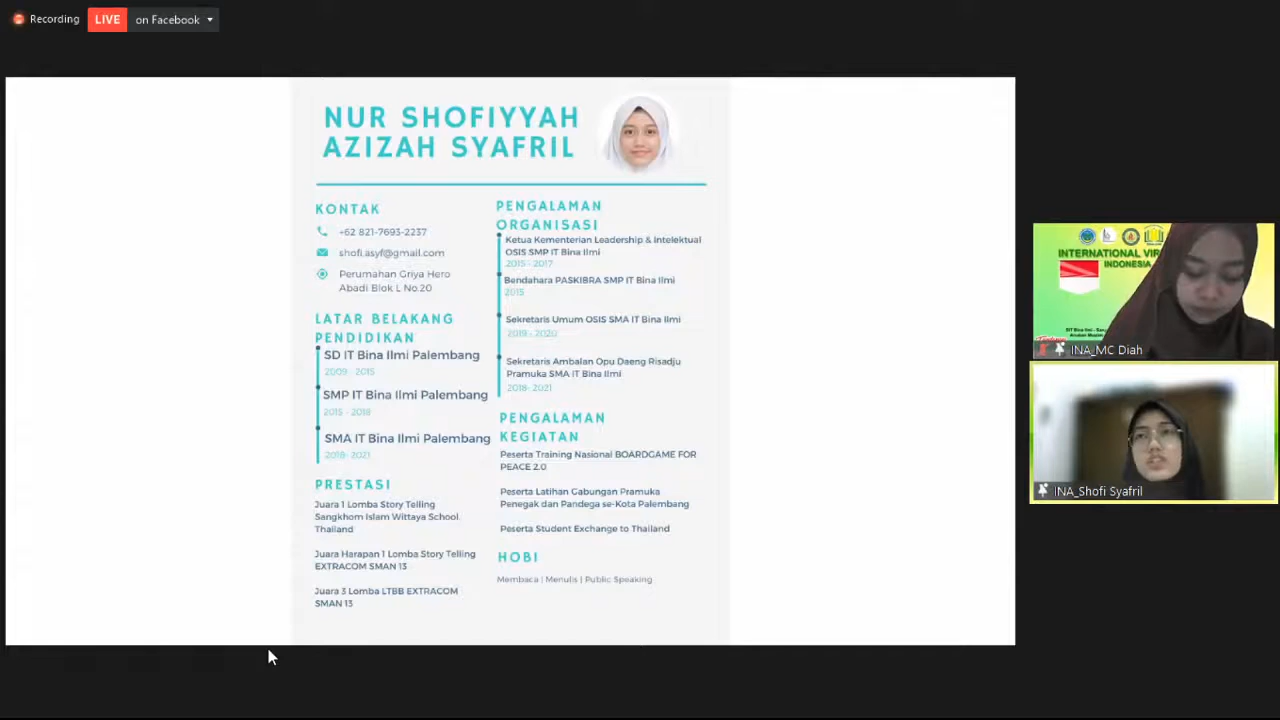 Recording
LIVE on Facebook
NUR SHOFIYYAH
AZIZAH SYAFRIL
KONTAK
+62 821-7693-2237
shofi.asyf@gmail.com
Perumahan Griya Hero
Abadi Blok L No.20
LATAR BELAKANG
PENDIDIKAN
SD IT Bina Ilmi Palembang
2009 - 2015
SMP IT Bina Ilmi Palembang
2015 - 2018
SMA IT Bina Ilmi Palembang
2018- 2021
PRESTASI
Juara 1 Lomba Story Telling
Sangkhom Islam Wittaya School.
Thailand
Juara Harapan 1 Lomba Story Telling
EXTRACOM SMAN 13
Juara 3 Lomba LTBB EXTRACOM
SMAN 13
PENGALAMAN
ORGANISASI
Ketua Kementerian Leadership & Intelektual
OSIS SMP IT Bina Ilmi
2015 - 2017
Bendahara PASKIBRA SMP IT Bina Ilmi
2015
Sekretaris Umum OSIS SMA IT Bina Ilmi
2019 - 2020
Sekretaris Ambalan Opu Daeng Risadju
Pramuka SMA IT Bina Ilmi
2018- 2021
PENGALAMAN
KEGIATAN
Peserta Training Nasional BOARDGAME FOR
PEACE 2.0
Peserta Latihan Gabungan Pramuka
Penegak dan Pandega se-Kota Palembang
Peserta Student Exchange to Thailand
HOBI
Membaca | Menulis | Public Speaking
INTERNATIONAL VIR
INDONESIA
INA_MC Diah
INA_Shofi Syafril